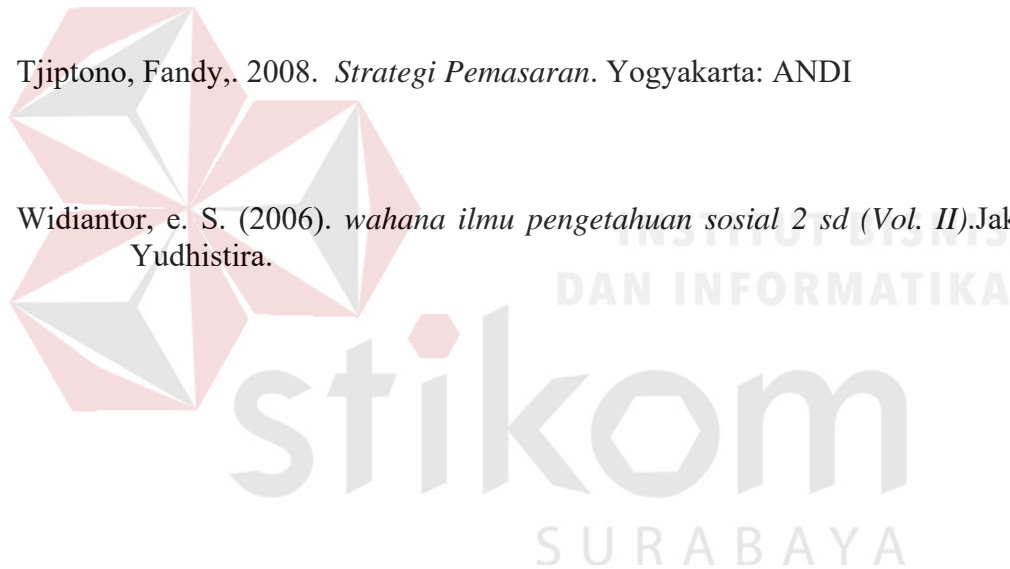 Tjiptono, Fandy,. 2008. Strategi Pemasaran. Yogyakarta: ANDI
Widiantor, e. S. (2006). wahana ilmu pengetahuan sosial 2 sd (Vol. II).Jak
Yudhistira.
INSTITUT BISNIS
DAN INFORMATIKA
stikom
SURABAYA